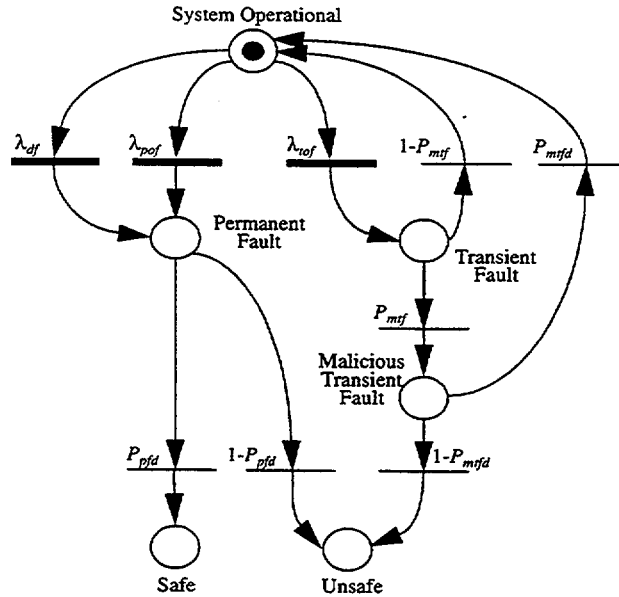 System Operational
λdf
λpof
λtof
1-Pmtf
Pmtfd
Permanent
Fault
Transient
Fault
Pmtf
Malicious
Transient
Fault
Ppfd
1-Ppfd
1-Pmtfd
Safe
Unsafe